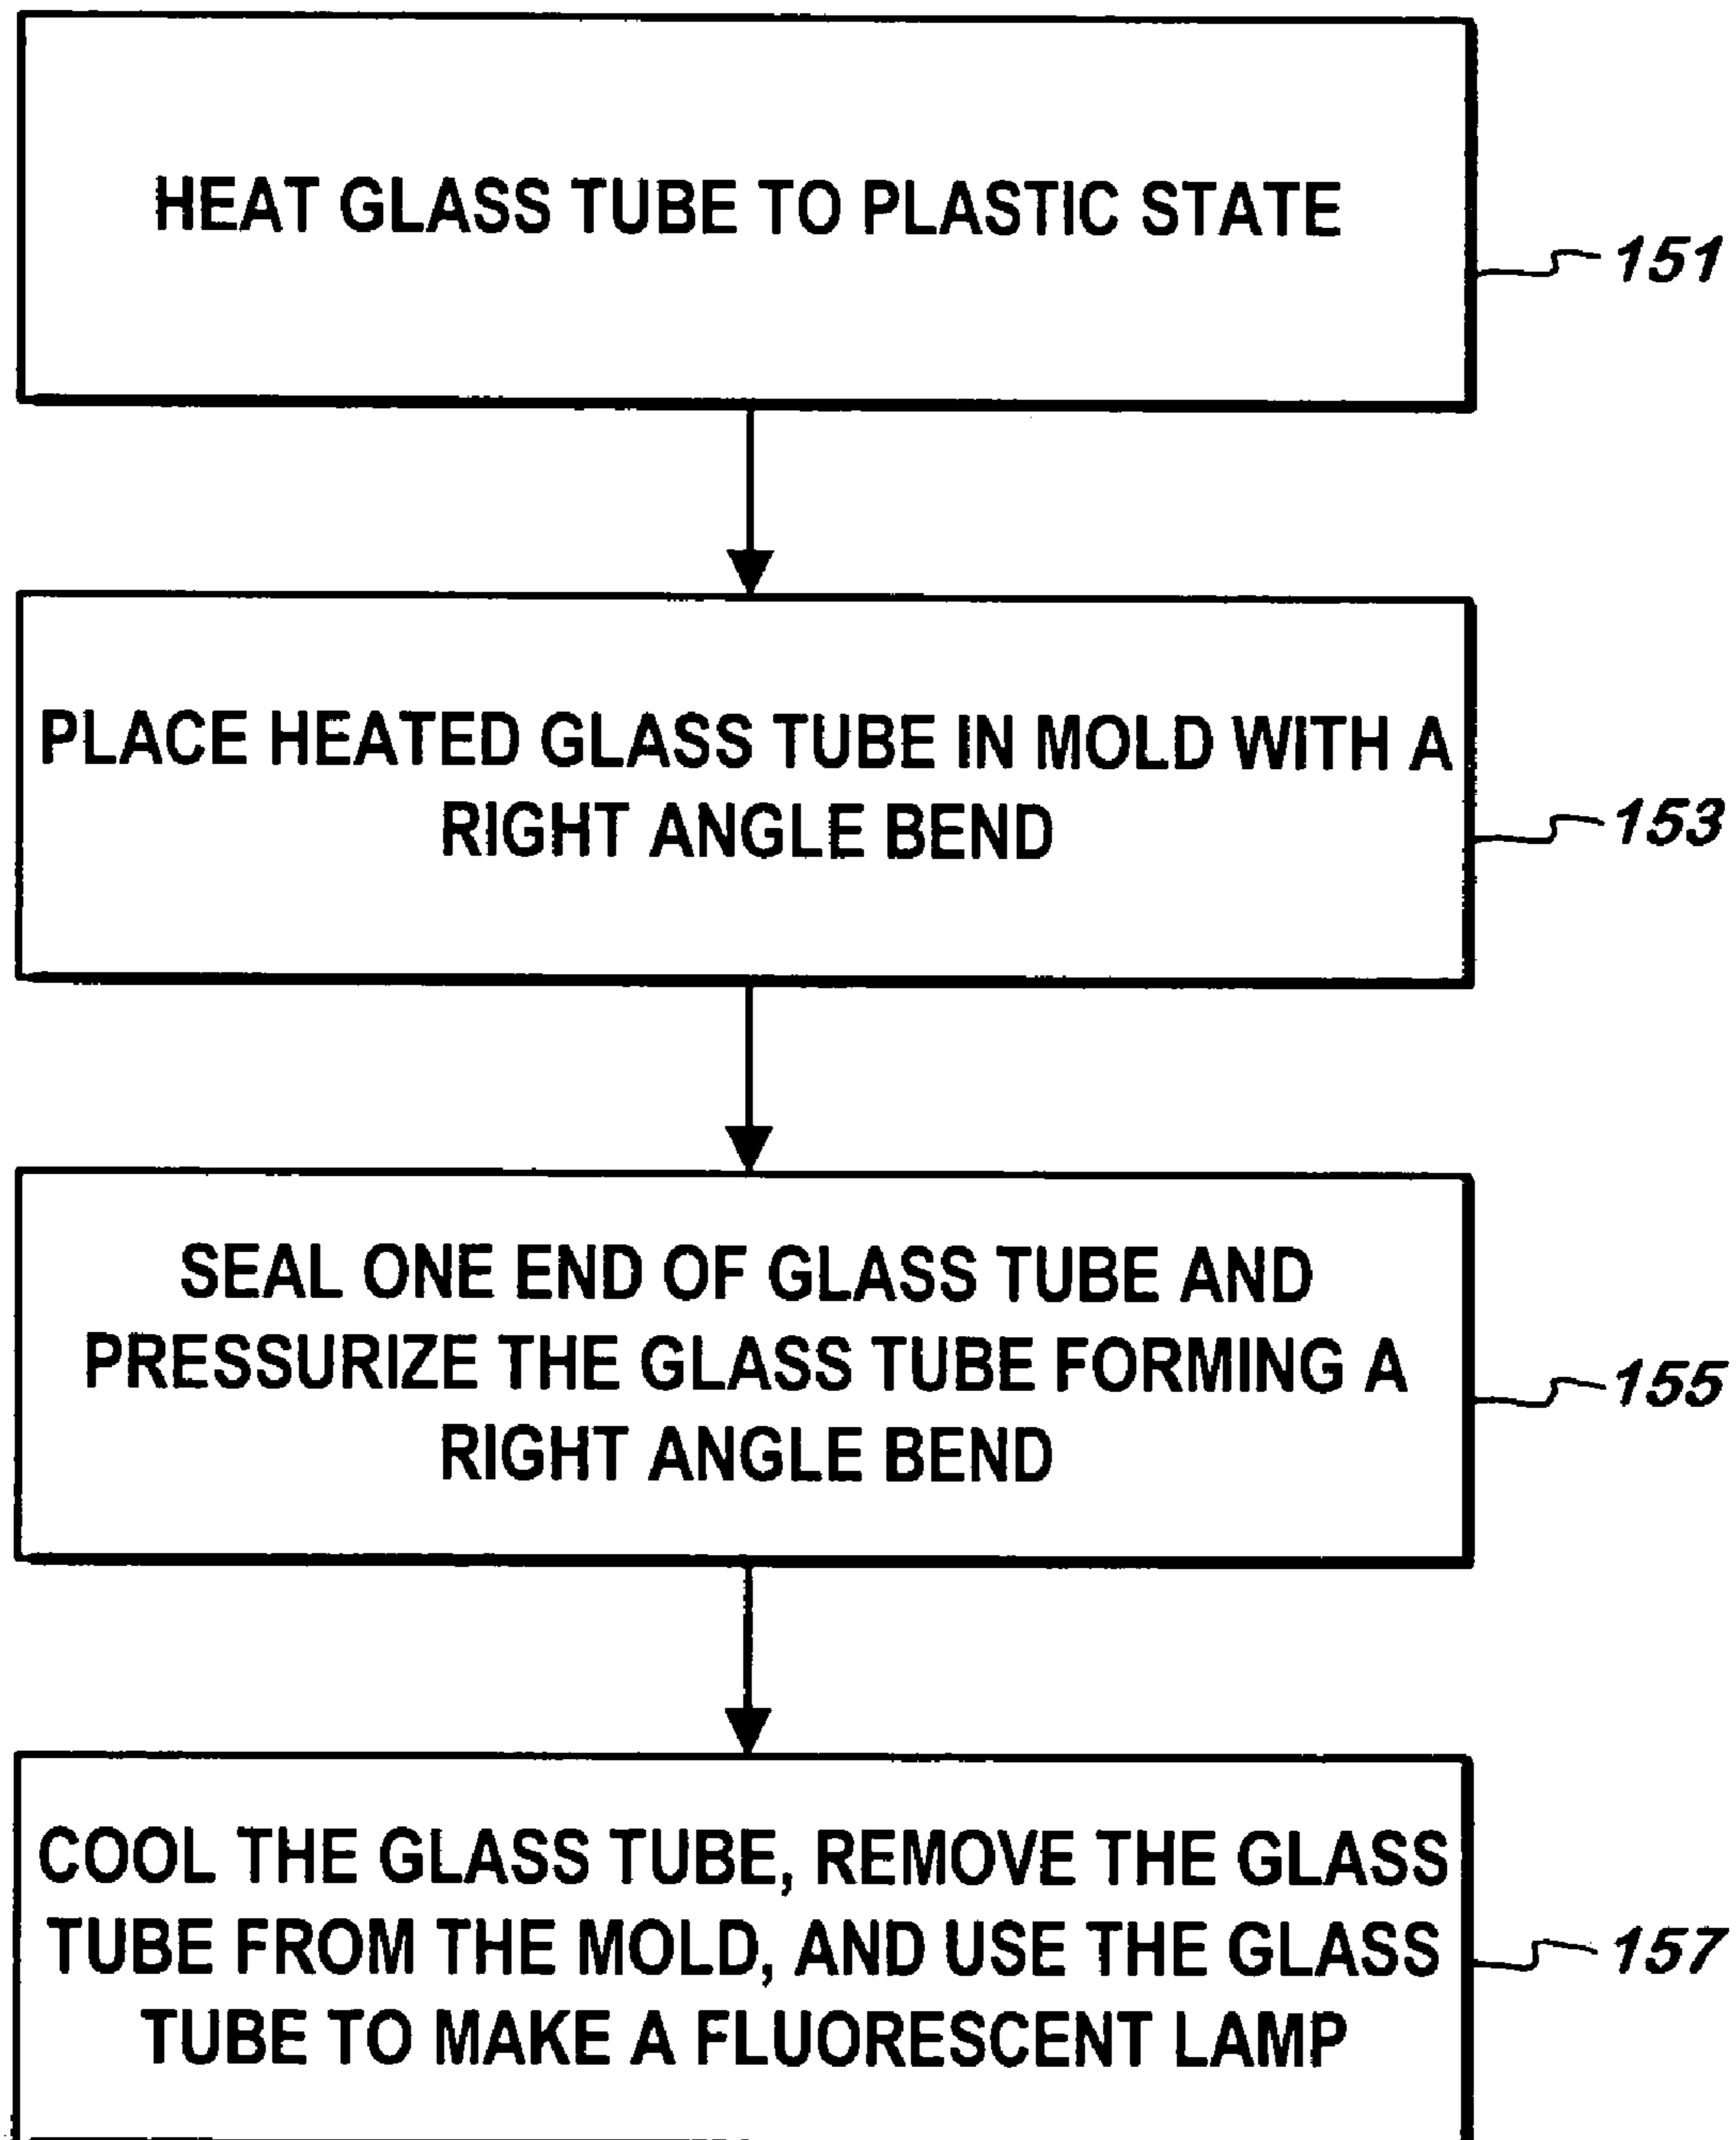 HEAT GLASS TUBE TO PLASTIC STATE
151
PLACE HEATED GLASS TUBE IN MOLD WITH A
RIGHT ANGLE BEND
153
SEAL ONE END OF GLASS TUBE AND
PRESSURIZE THE GLASS TUBE FORMING A
RIGHT ANGLE BEND
155
COOL THE GLASS TUBE, REMOVE THE GLASS
TUBE FROM THE MOLD, AND USE THE GLASS
TUBE TO MAKE A FLUORESCENT LAMP
157